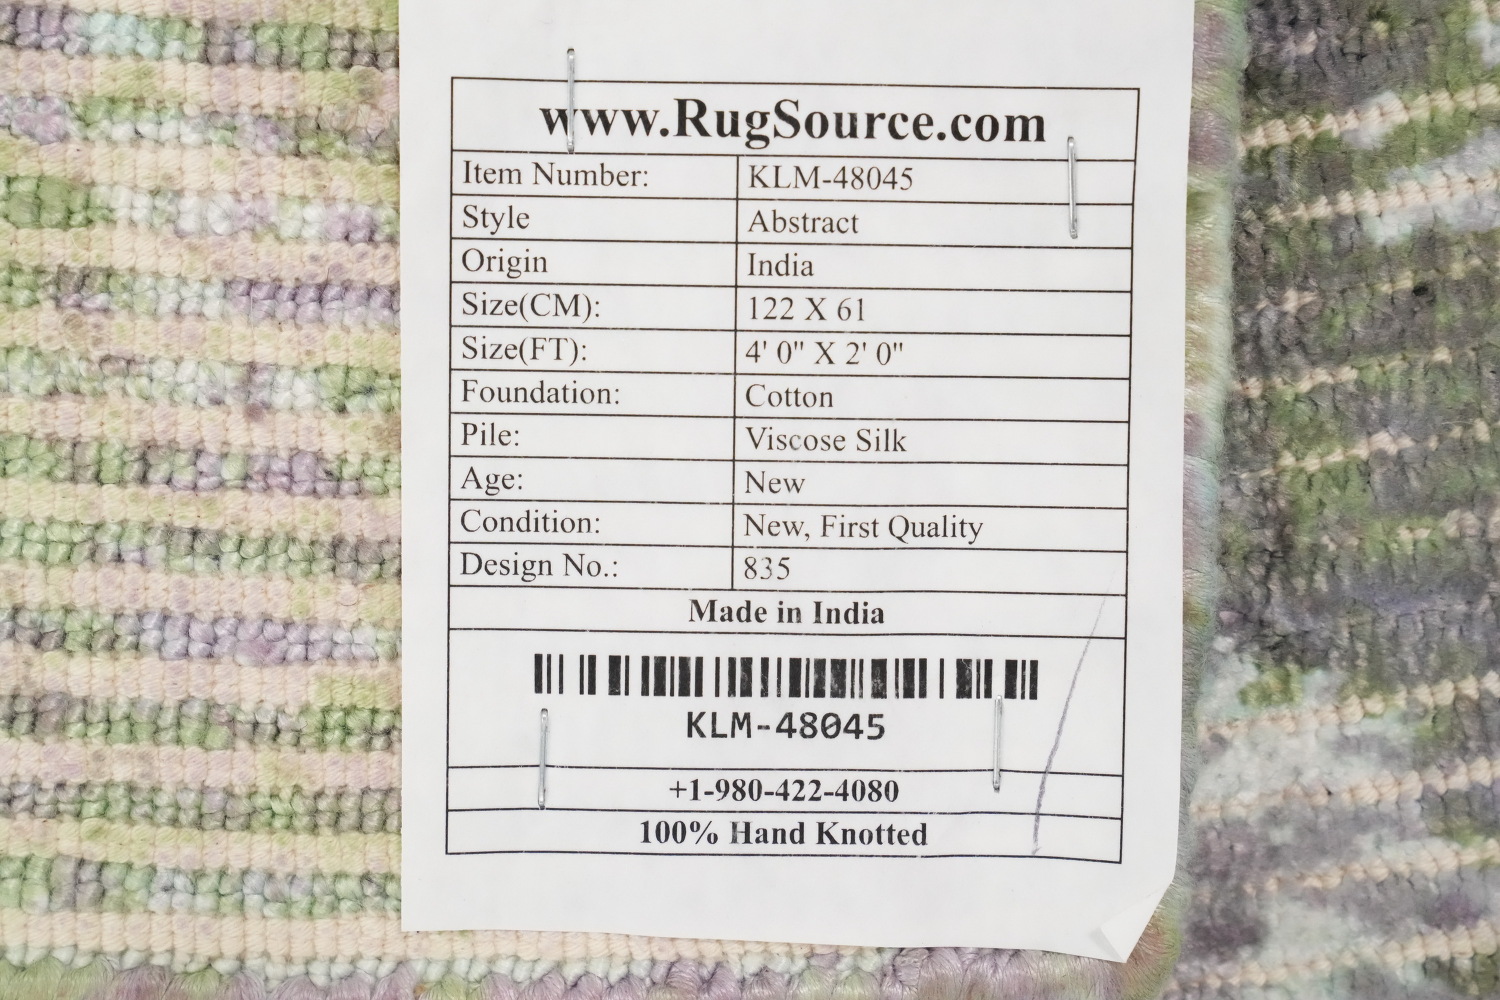 www.RugSource.com
Item Number: KLM-48045
Style Abstract
Origin India
Size(CM): 122 X 61
Size(FT): 4' 0" X 2' 0"
Foundation: Cotton
Pile: Viscose Silk
Age: New
Condition: New, First Quality
Design No.: 835
Made in India
KLM-48045
+1-980-422-4080
100% Hand Knotted